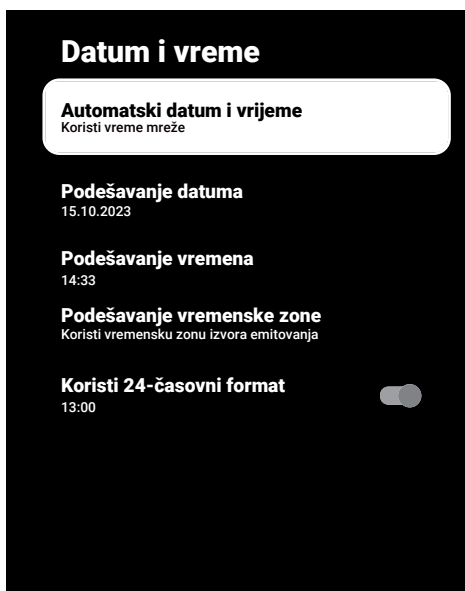 Datum i vreme
Automatski datum i vrijeme
Koristi vreme mreže
Podešavanje datuma
15.10.2023
Podešavanje vremena
14:33
Podešavanje vremenske zone
Koristi vremensku zonu izvora emitovanja
Koristi 24-časovni format
13:00